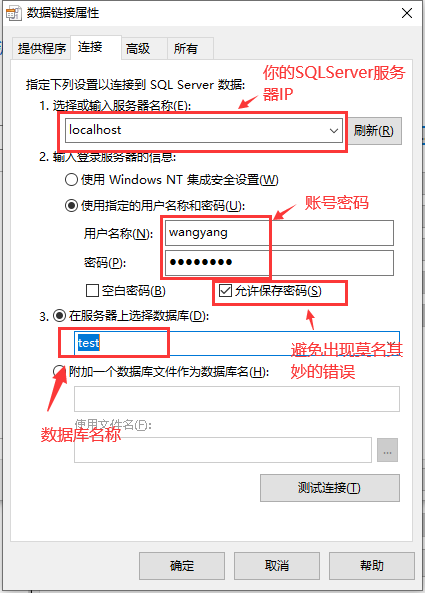 数据链接属性
提供程序 连接 高级 所有
指定下列设置以连接到 SQL Server 数据:
你的SQLServer服务
器IP
1. 选择或输入服务器名称(E):
localhost
刷新(R)
2. 输入登录服务器的信息:
使用 Windows NT 集成安全设置(W)
使用指定的用户名称和密码(U):
账号密码
用户名称(N): wangyang
密码(P): ●●●●●●●●
空白密码(B) 允许保存密码(S)
3. 在服务器上选择数据库(D):
test
避免出现莫名其
妙的错误
附加一个数据库文件作为数据库名(H):
数据库名称
使用文件名(F):
...
测试连接(T)
确定 取消 帮助